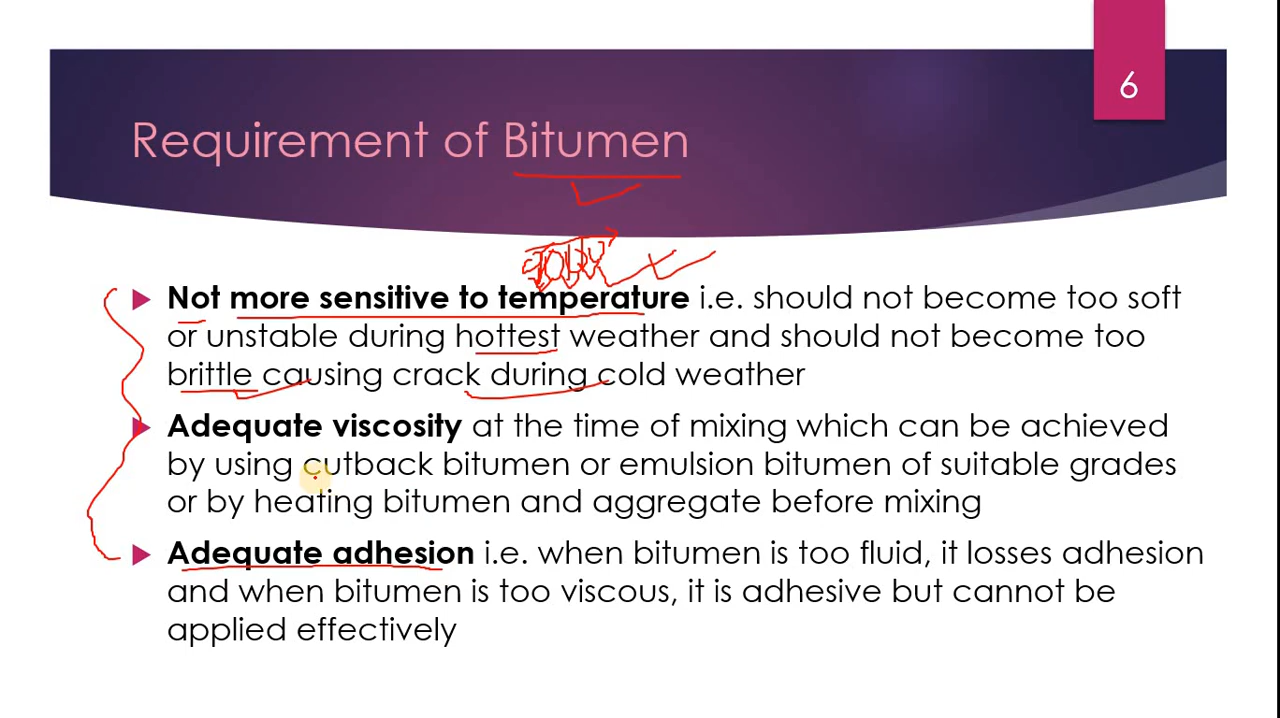 6
Requirement of Bitumen
Not more sensitive to temperature i.e. should not become too soft
or unstable during hottest weather and should not become too
brittle causing crack during cold weather
Adequate viscosity at the time of mixing which can be achieved
by using cutback bitumen or emulsion bitumen of suitable grades
or by heating bitumen and aggregate before mixing
Adequate adhesion i.e. when bitumen is too fluid, it losses adhesion
and when bitumen is too viscous, it is adhesive but cannot be
applied effectively